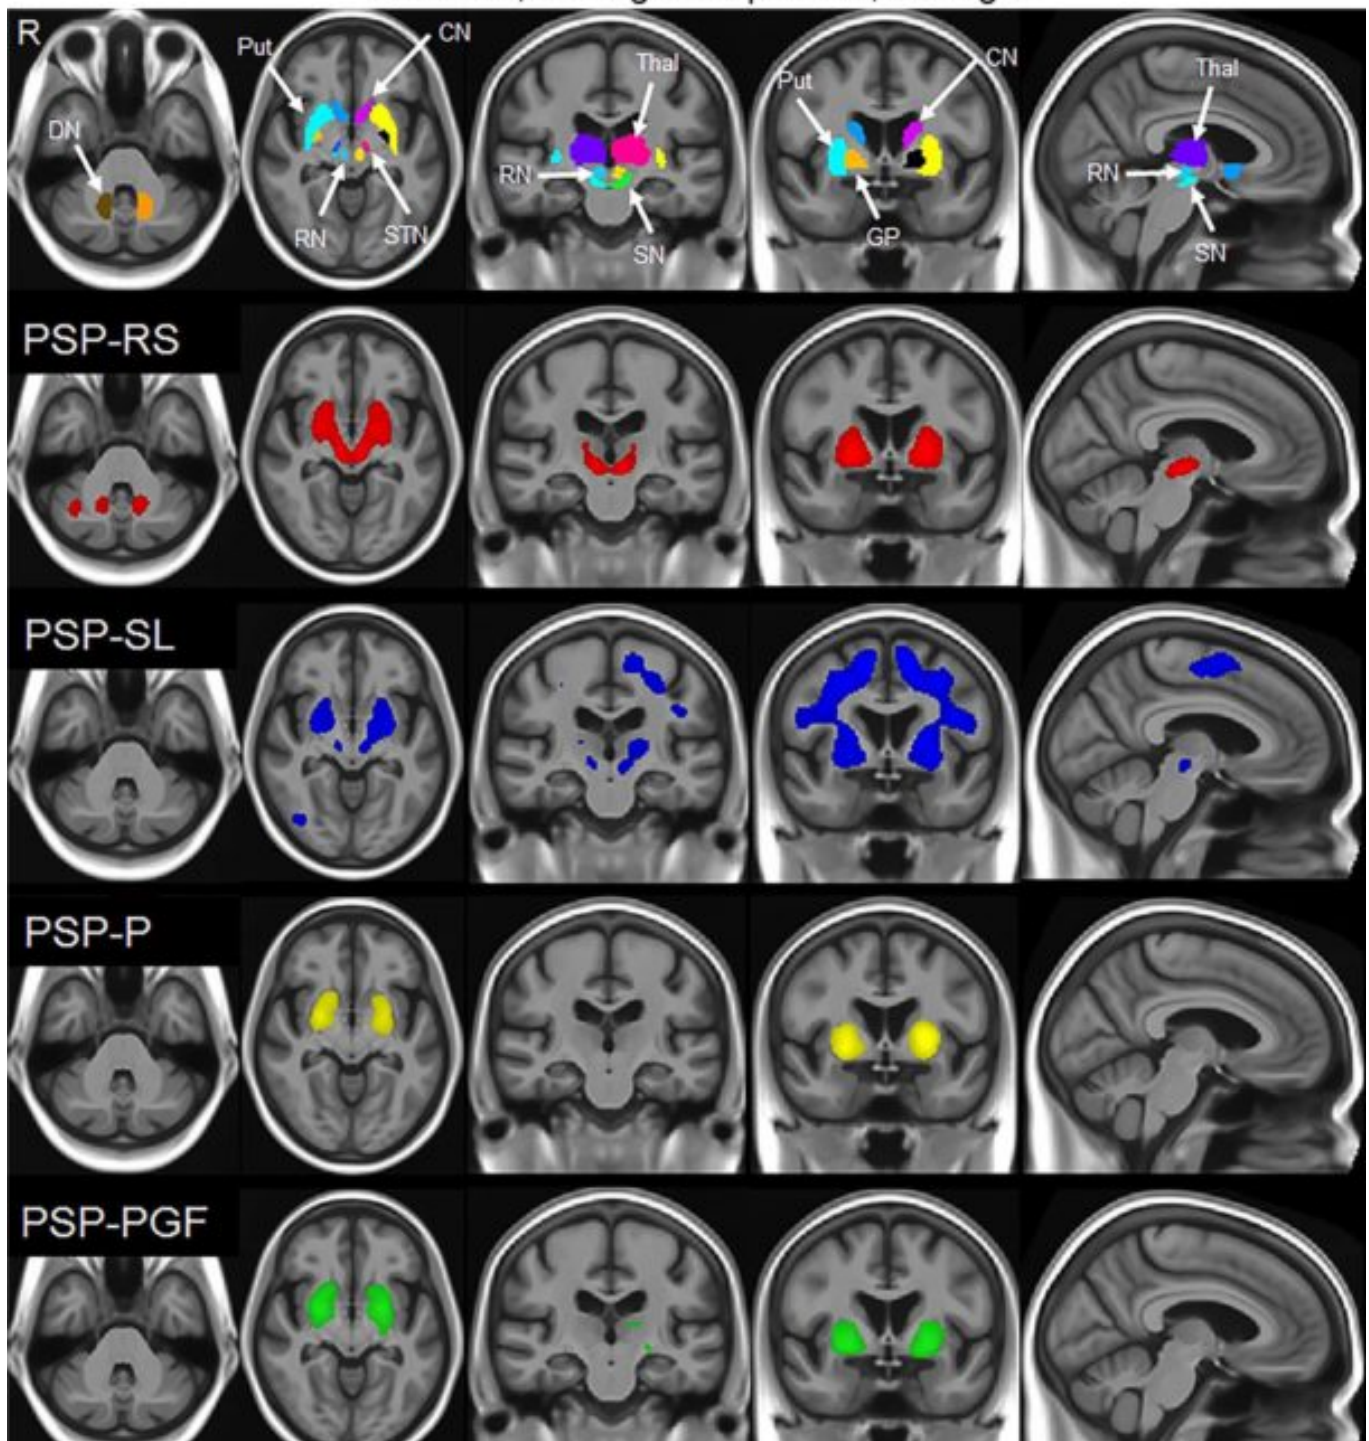 R
Put
CN
Thal
Put
CN
Thal
DN
RN
RN
RN
STN
SN
GP
SN
PSP-RS
PSP-SL
PSP-P
PSP-PGF